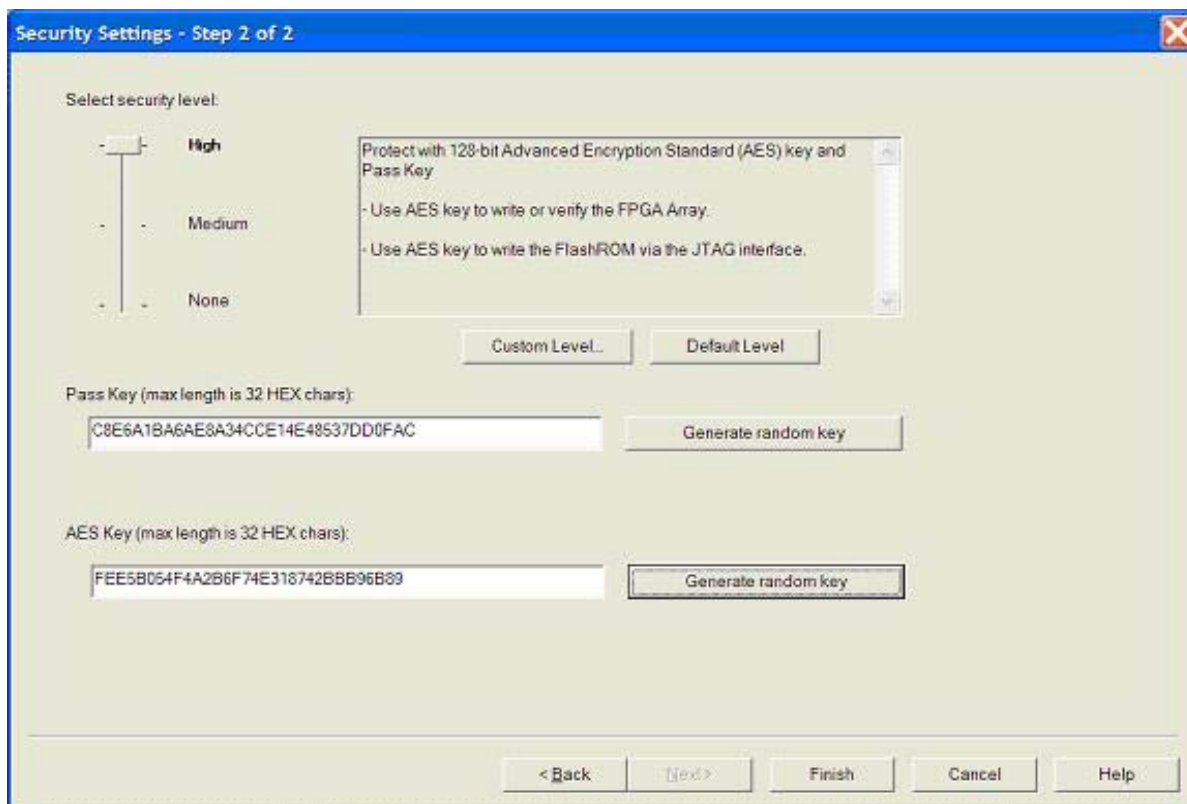 Security Settings - Step 2 of 2
Select security level:
High
Medium
None
Protect with 128-bit Advanced Encryption Standard (AES) key and
Pass Key
- Use AES key to write or verify the FPGA Array.
- Use AES key to write the FlashROM via the JTAG interface.
Custom Level...
Default Level
Pass Key (max length is 32 HEX chars):
C8E6A1BA6AE8A34CCE14E48537DD0FAC
Generate random key
AES Key (max length is 32 HEX chars):
FEE5B054F4A2B6F74E318742BBB96B89
Generate random key
< Back
Next >
Finish
Cancel
Help